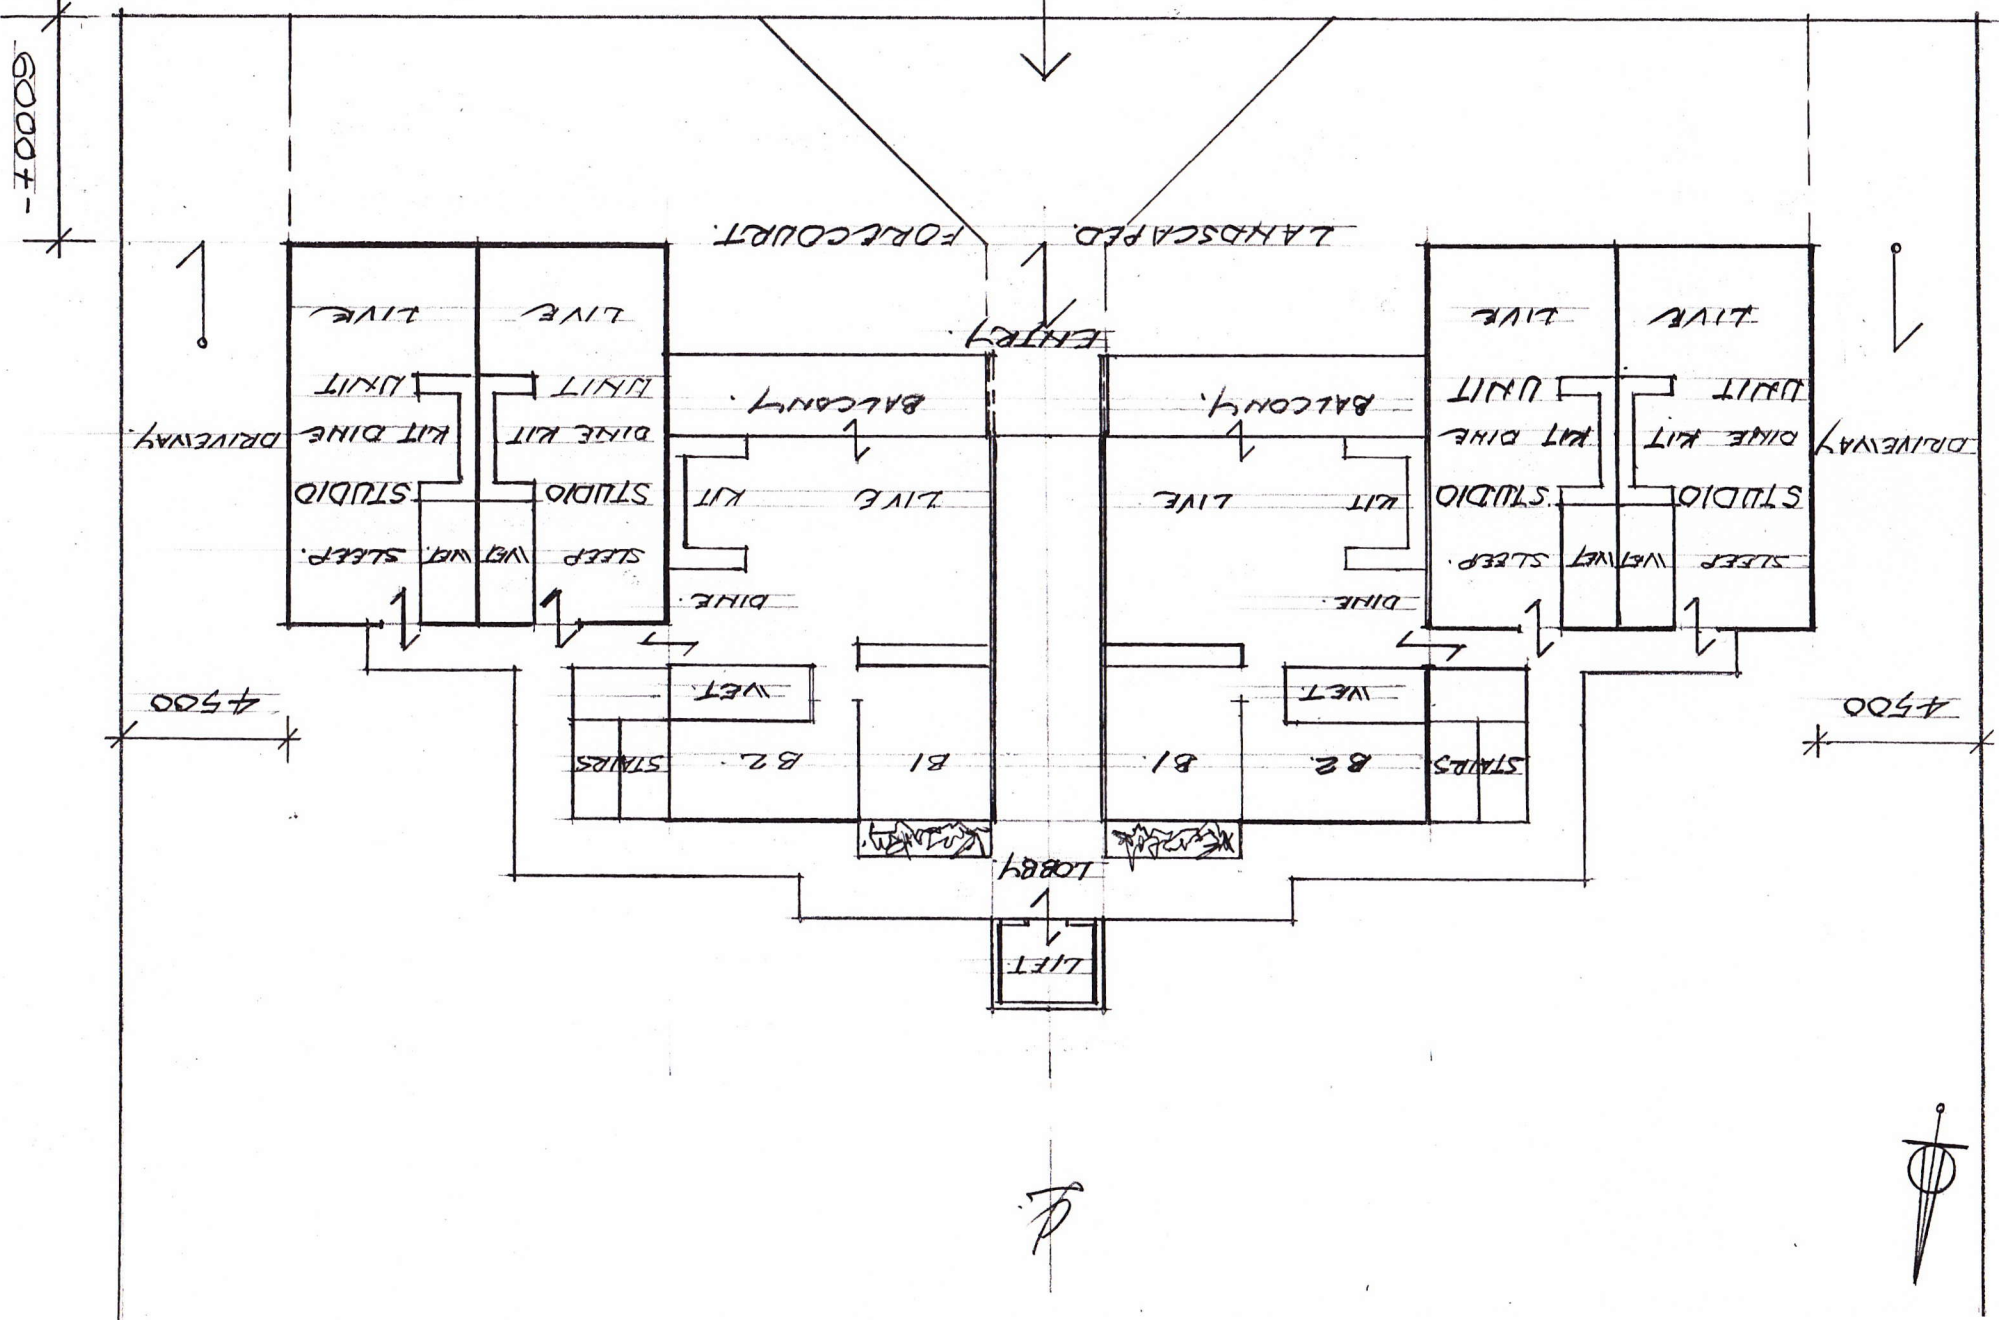 ℄
LIFT
LOBBY
STAIRS B2 B1. B1 B2. STAIRS
4500 4500
WET. WET.
DINE. DINE.
SLEEP WET WET SLEEP. SLEEP WET WET. SLEEP.
STUDIO STUDIO. KIT LIVE LIVE KIT STUDIO STUDIO
DRIVEWAY DINE KIT KIT DINE DINE KIT KIT DINE DRIVEWAY.
UNIT UNIT BALCONY. BALCONY. UNIT UNIT
LIVE LIVE ENTRY. LIVE LIVE
LANDSCAPED. FORECOURT.
6000+-